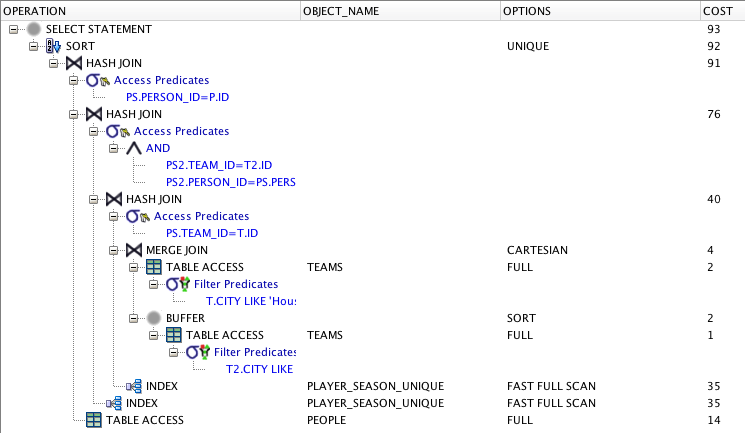 OPERATION OBJECT_NAME OPTIONS COST
SELECT STATEMENT 93
SORT UNIQUE 92
HASH JOIN 91
Access Predicates
PS.PERSON_ID=P.ID
HASH JOIN 76
Access Predicates
AND
PS2.TEAM_ID=T2.ID
PS2.PERSON_ID=PS.PERS
HASH JOIN 40
Access Predicates
PS.TEAM_ID=T.ID
MERGE JOIN CARTESIAN 4
TABLE ACCESS TEAMS FULL 2
Filter Predicates
T.CITY LIKE 'Hous
BUFFER SORT 2
TABLE ACCESS TEAMS FULL 1
Filter Predicates
T2.CITY LIKE
INDEX PLAYER_SEASON_UNIQUE FAST FULL SCAN 35
INDEX PLAYER_SEASON_UNIQUE FAST FULL SCAN 35
TABLE ACCESS PEOPLE FULL 14